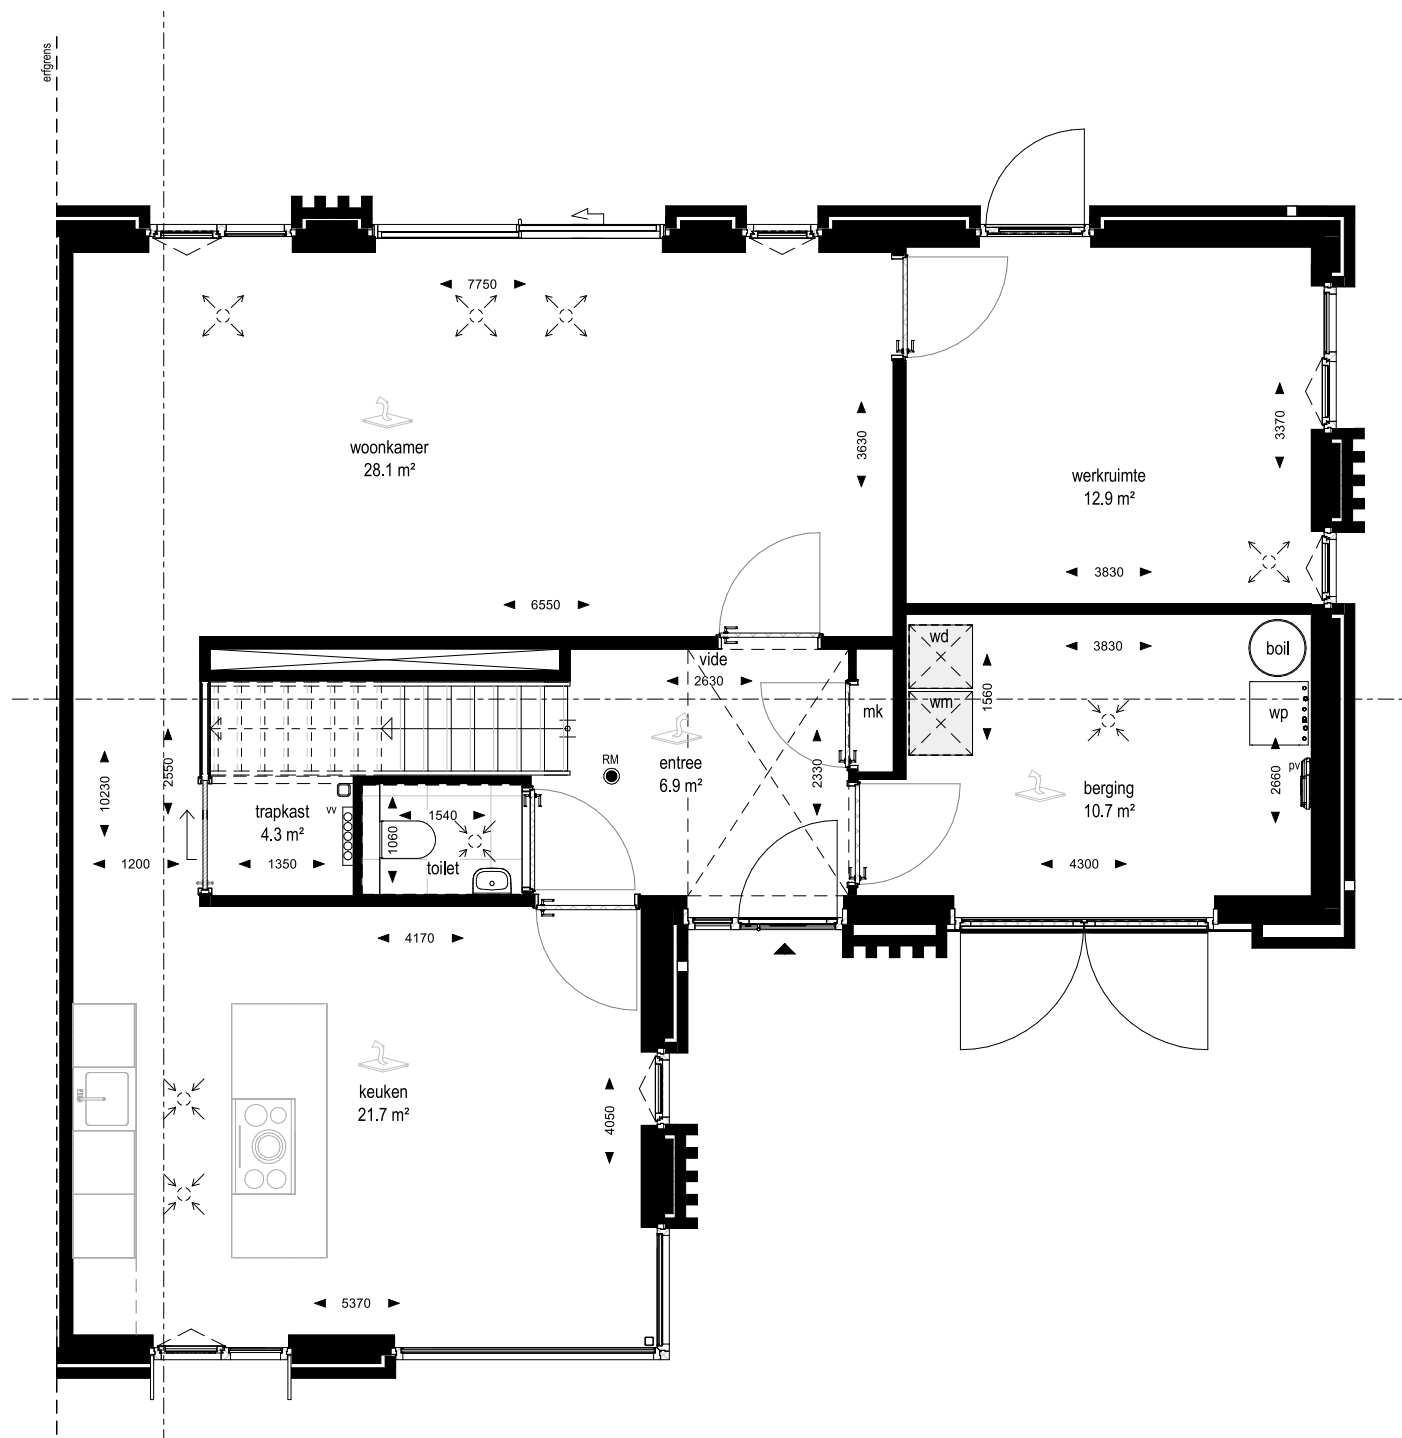 erfgrens
7750
woonkamer
28.1 m²
3630
3370
werkruimte
12.9 m²
3830
6550
wd
3830
boil
vide
2630
1560
wm
mk
wp
RM
entree
6.9 m²
2330
2550
10230
pv
2660
berging
10.7 m²
trapkast
4.3 m²
vv
1540
1060
toilet
1200
1350
4300
4170
keuken
21.7 m²
4050
5370